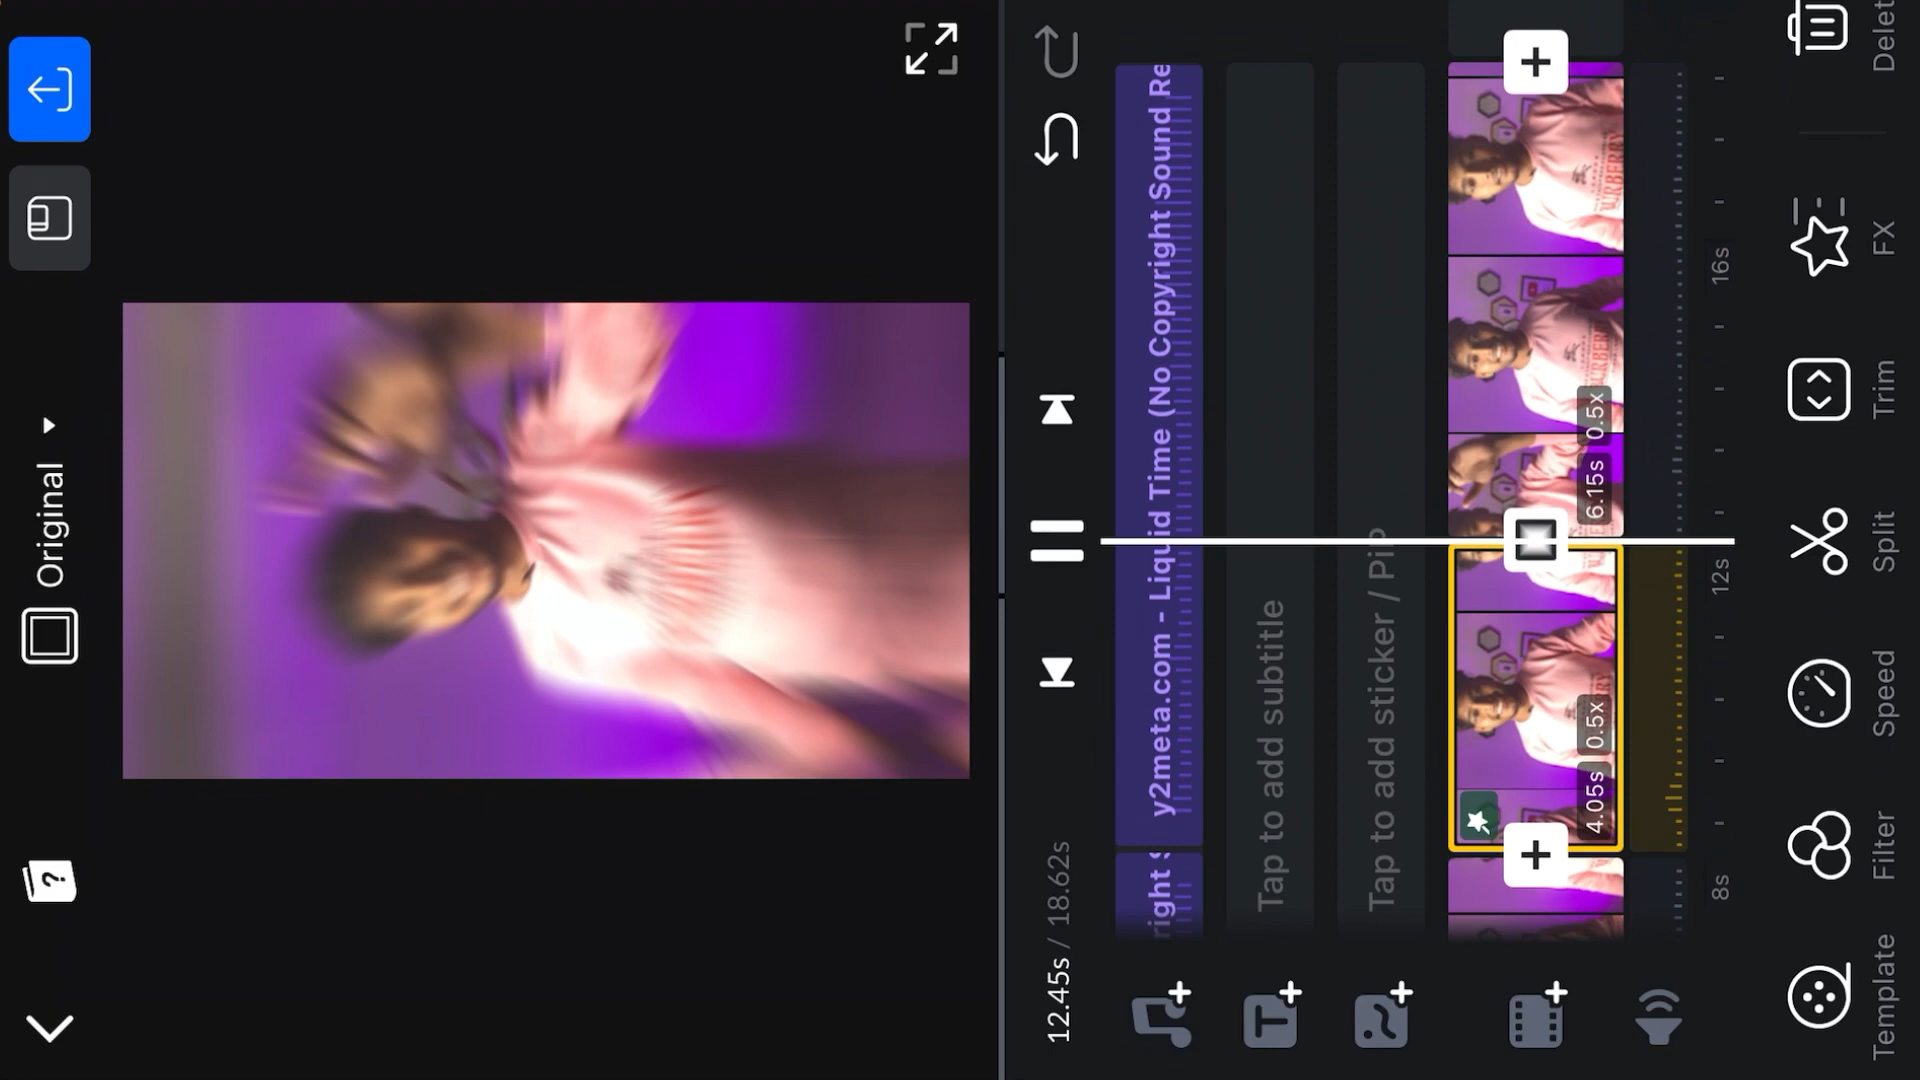 ?
Original
12.45s / 18.62s
right S
y2meta.com - Liquid Time (No Copyright Sound Re
Tap to add subtitle
Tap to add sticker / PiP
4.05s 0.5x
6.15s 0.5x
8s
12s
16s
Template
Filter
Speed
Split
Trim
FX
Delet